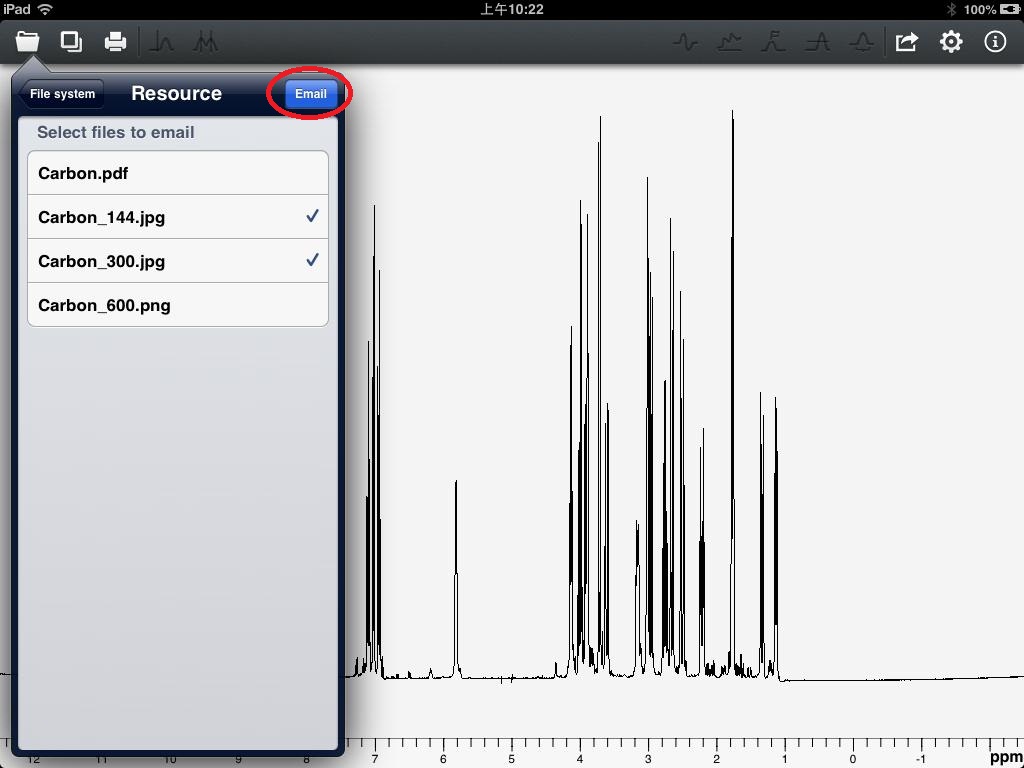 iPad 上午10:22 100%
File system Resource Email
Select files to email
Carbon.pdf
Carbon_144.jpg
Carbon_300.jpg
Carbon_600.png
12 11 10 9 8 7 6 5 4 3 2 1 0 -1 ppm